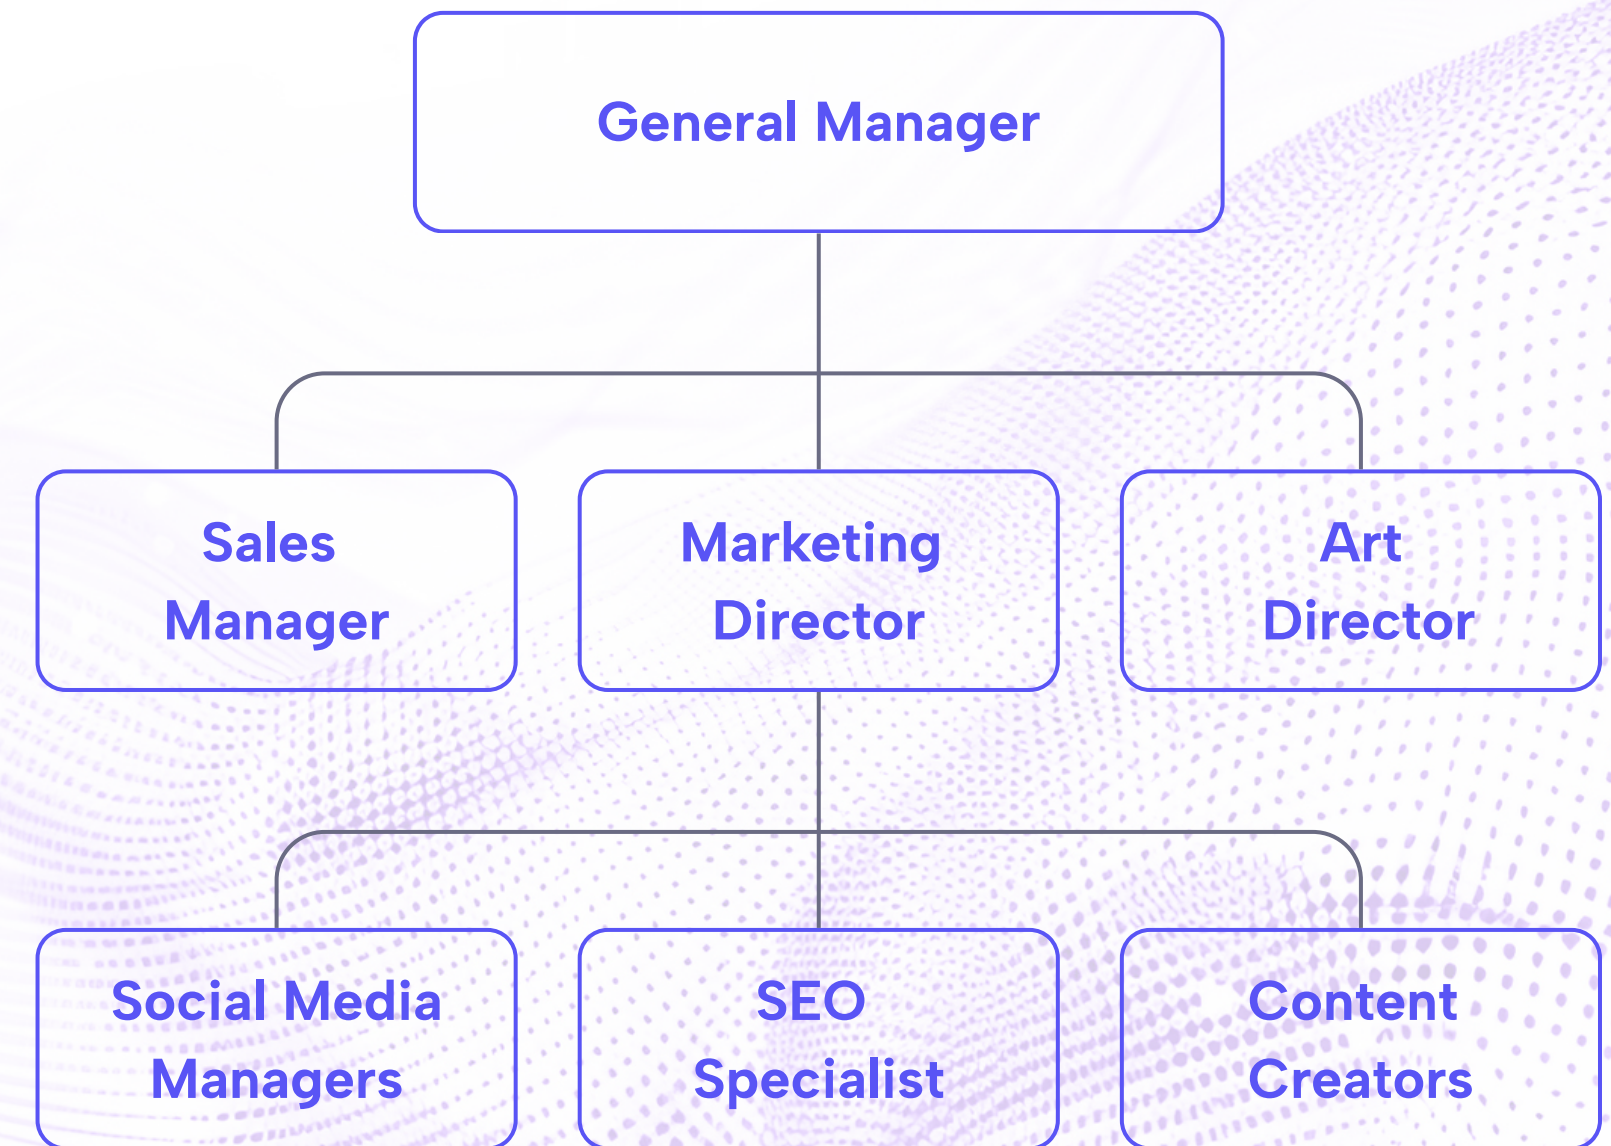 General Manager
Sales
Manager
Marketing
Director
Art
Director
Social Media
Managers
SEO
Specialist
Content
Creators